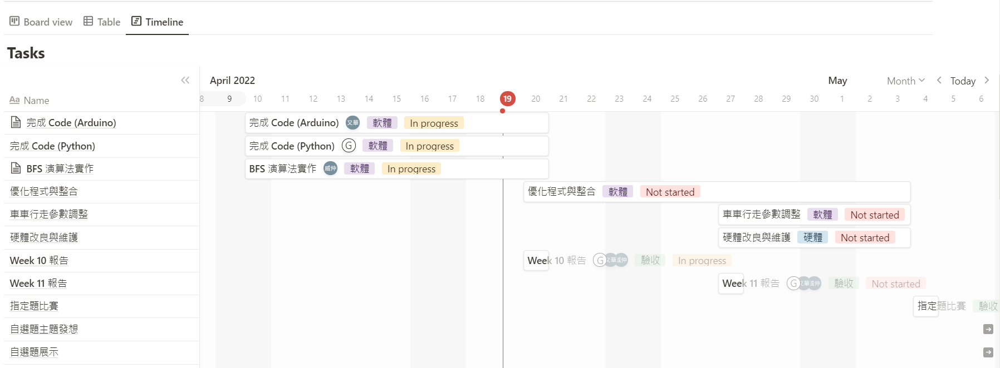 Board view Table Timeline
Tasks
April 2022 May Month Today
Aa Name
8 9 10 11 12 13 14 15 16 17 18 19 20 21 22 23 24 25 26 27 28 29 30 1 2 3 4 5 6
完成 Code (Arduino) 完成 Code (Arduino) 又華 軟體 In progress
完成 Code (Python) 完成 Code (Python) G 軟體 In progress
BFS 演算法實作 BFS 演算法實作 威仲 軟體 In progress
優化程式與整合 優化程式與整合 軟體 Not started
車車行走參數調整 車車行走參數調整 軟體 Not started
硬體改良與維護 硬體改良與維護 硬體 Not started
Week 10 報告 Week 10 報告 G 又華 威仲 驗收 In progress
Week 11 報告 Week 11 報告 G 又華 威仲 驗收 Not started
指定題比賽 指定題比賽 驗收
自選題主題發想
自選題展示